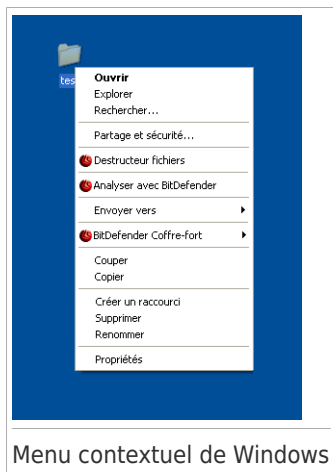 tes
Ouvrir
Explorer
Rechercher...
Partage et sécurité...
Destructeur fichiers
Analyser avec BitDefender
Envoyer vers
BitDefender Coffre-fort
Couper
Copier
Créer un raccourci
Supprimer
Renommer
Propriétés
Menu contextuel de Windows